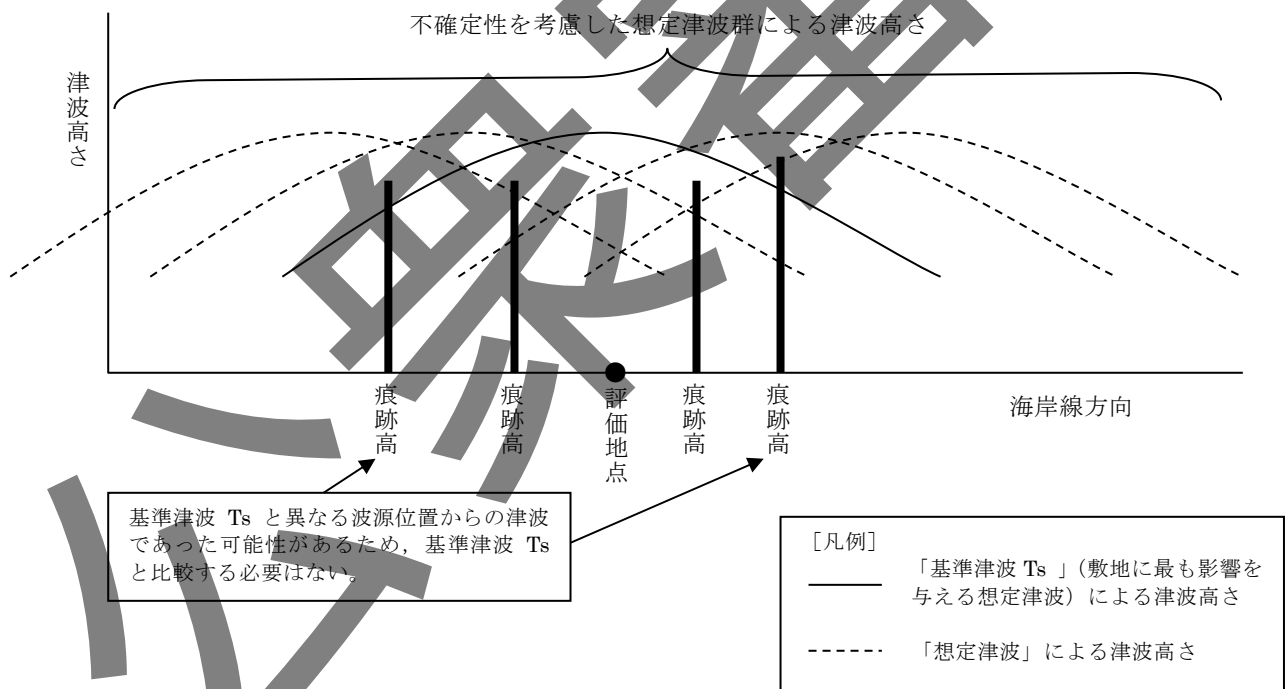 不確定性を考慮した想定津波群による津波高さ
津波高さ
痕跡高
痕跡高
評価地点
痕跡高
痕跡高
海岸線方向
基準津波 Ts と異なる波源位置からの津波
であった可能性があるため，基準津波 Ts
と比較する必要はない。
［凡例］
「基準津波 Ts 」（敷地に最も影響を
与える想定津波）による津波高さ
「想定津波」による津波高さ